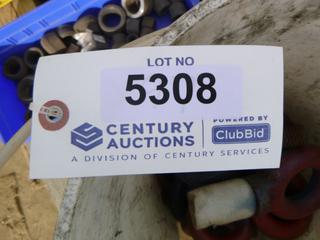 LOT NO
5308
CENTURY AUCTIONS
POWERED BY
ClubBid
A DIVISION OF CENTURY SERVICES